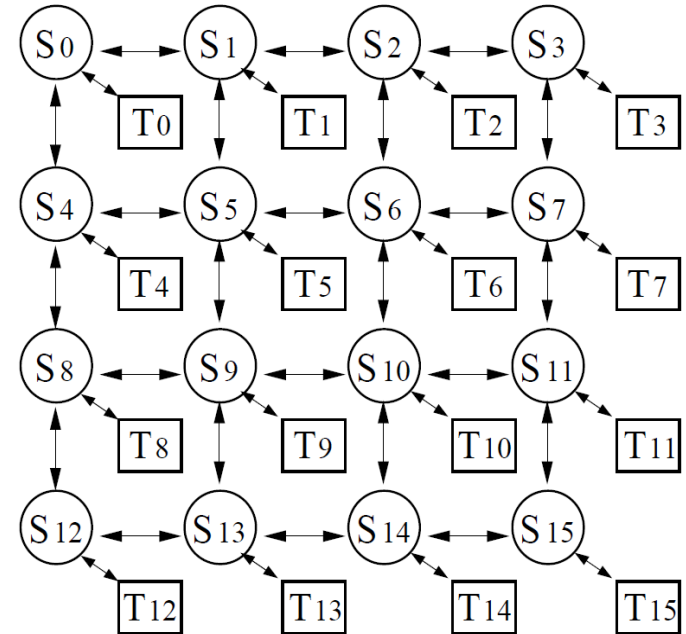 S0 S1 S2 S3
T0 T1 T2 T3
S4 S5 S6 S7
T4 T5 T6 T7
S8 S9 S10 S11
T8 T9 T10 T11
S12 S13 S14 S15
T12 T13 T14 T15